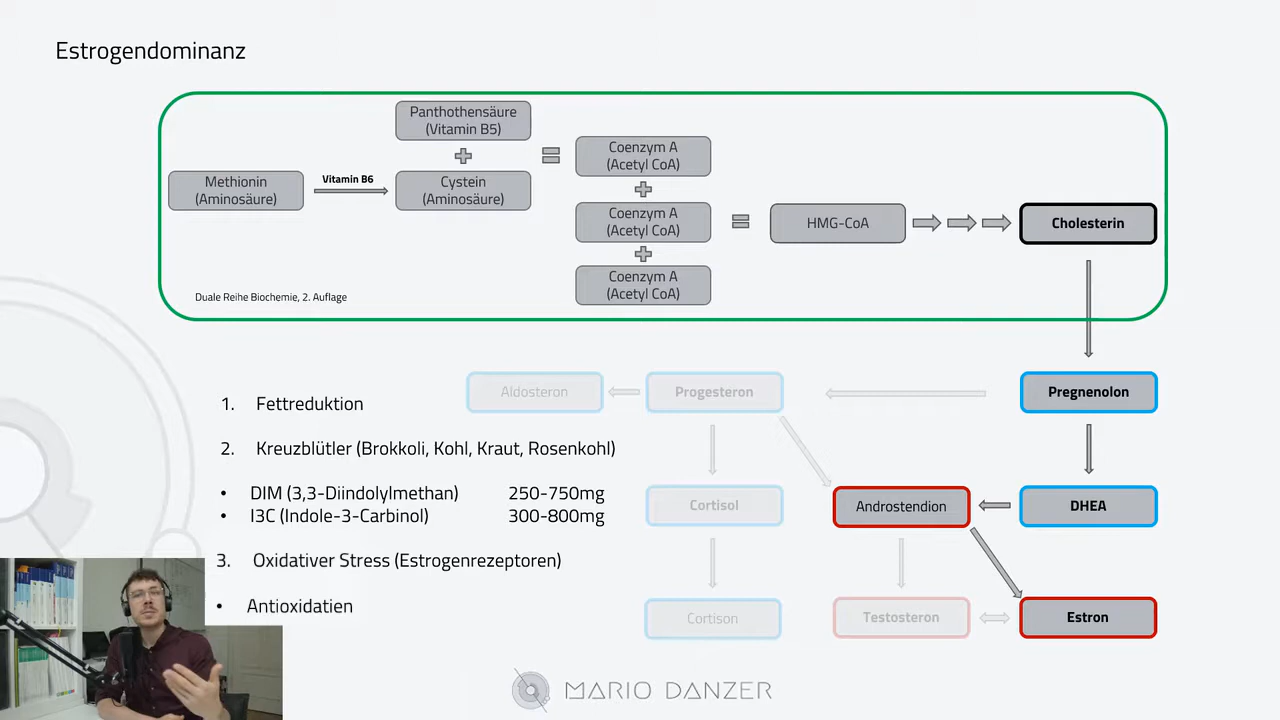 Estrogendominanz
Panthothensäure
(Vitamin B5)
Methionin
(Aminosäure)
Vitamin B6
Cystein
(Aminosäure)
Coenzym A
(Acetyl CoA)
Coenzym A
(Acetyl CoA)
Coenzym A
(Acetyl CoA)
HMG-CoA
Cholesterin
Duale Reihe Biochemie, 2. Auflage
Aldosteron
Progesteron
Pregnenolon
Cortisol
Androstendion
DHEA
Cortison
Testosteron
Estron
1. Fettreduktion
2. Kreuzblütler (Brokkoli, Kohl, Kraut, Rosenkohl)
• DIM (3,3-Diindolylmethan) 250-750mg
• I3C (Indole-3-Carbinol) 300-800mg
3. Oxidativer Stress (Estrogenrezeptoren)
• Antioxidatien
MARIO DANZER